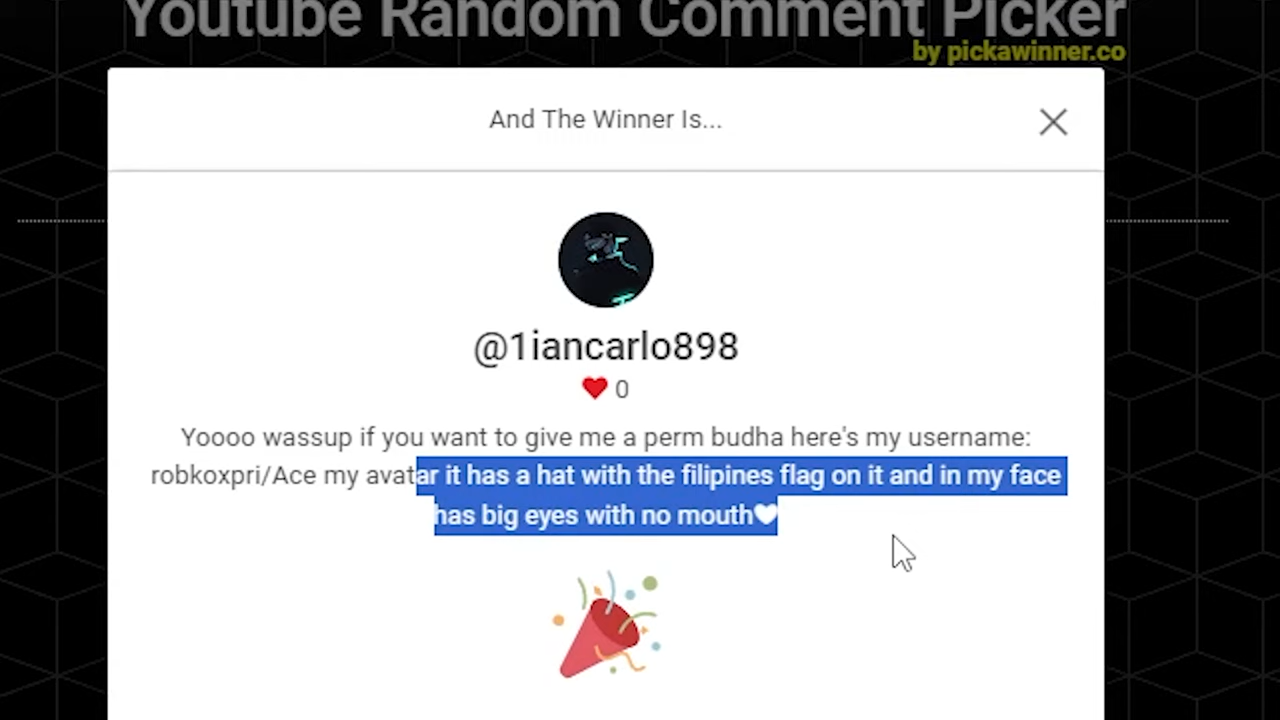 Youtube Random Comment Picker
by pickawinner.co
And The Winner Is...
@1iancarlo898
0
Yoooo wassup if you want to give me a perm budha here's my username:
robkoxpri/Ace my avatar it has a hat with the filipines flag on it and in my face
has big eyes with no mouth🤍